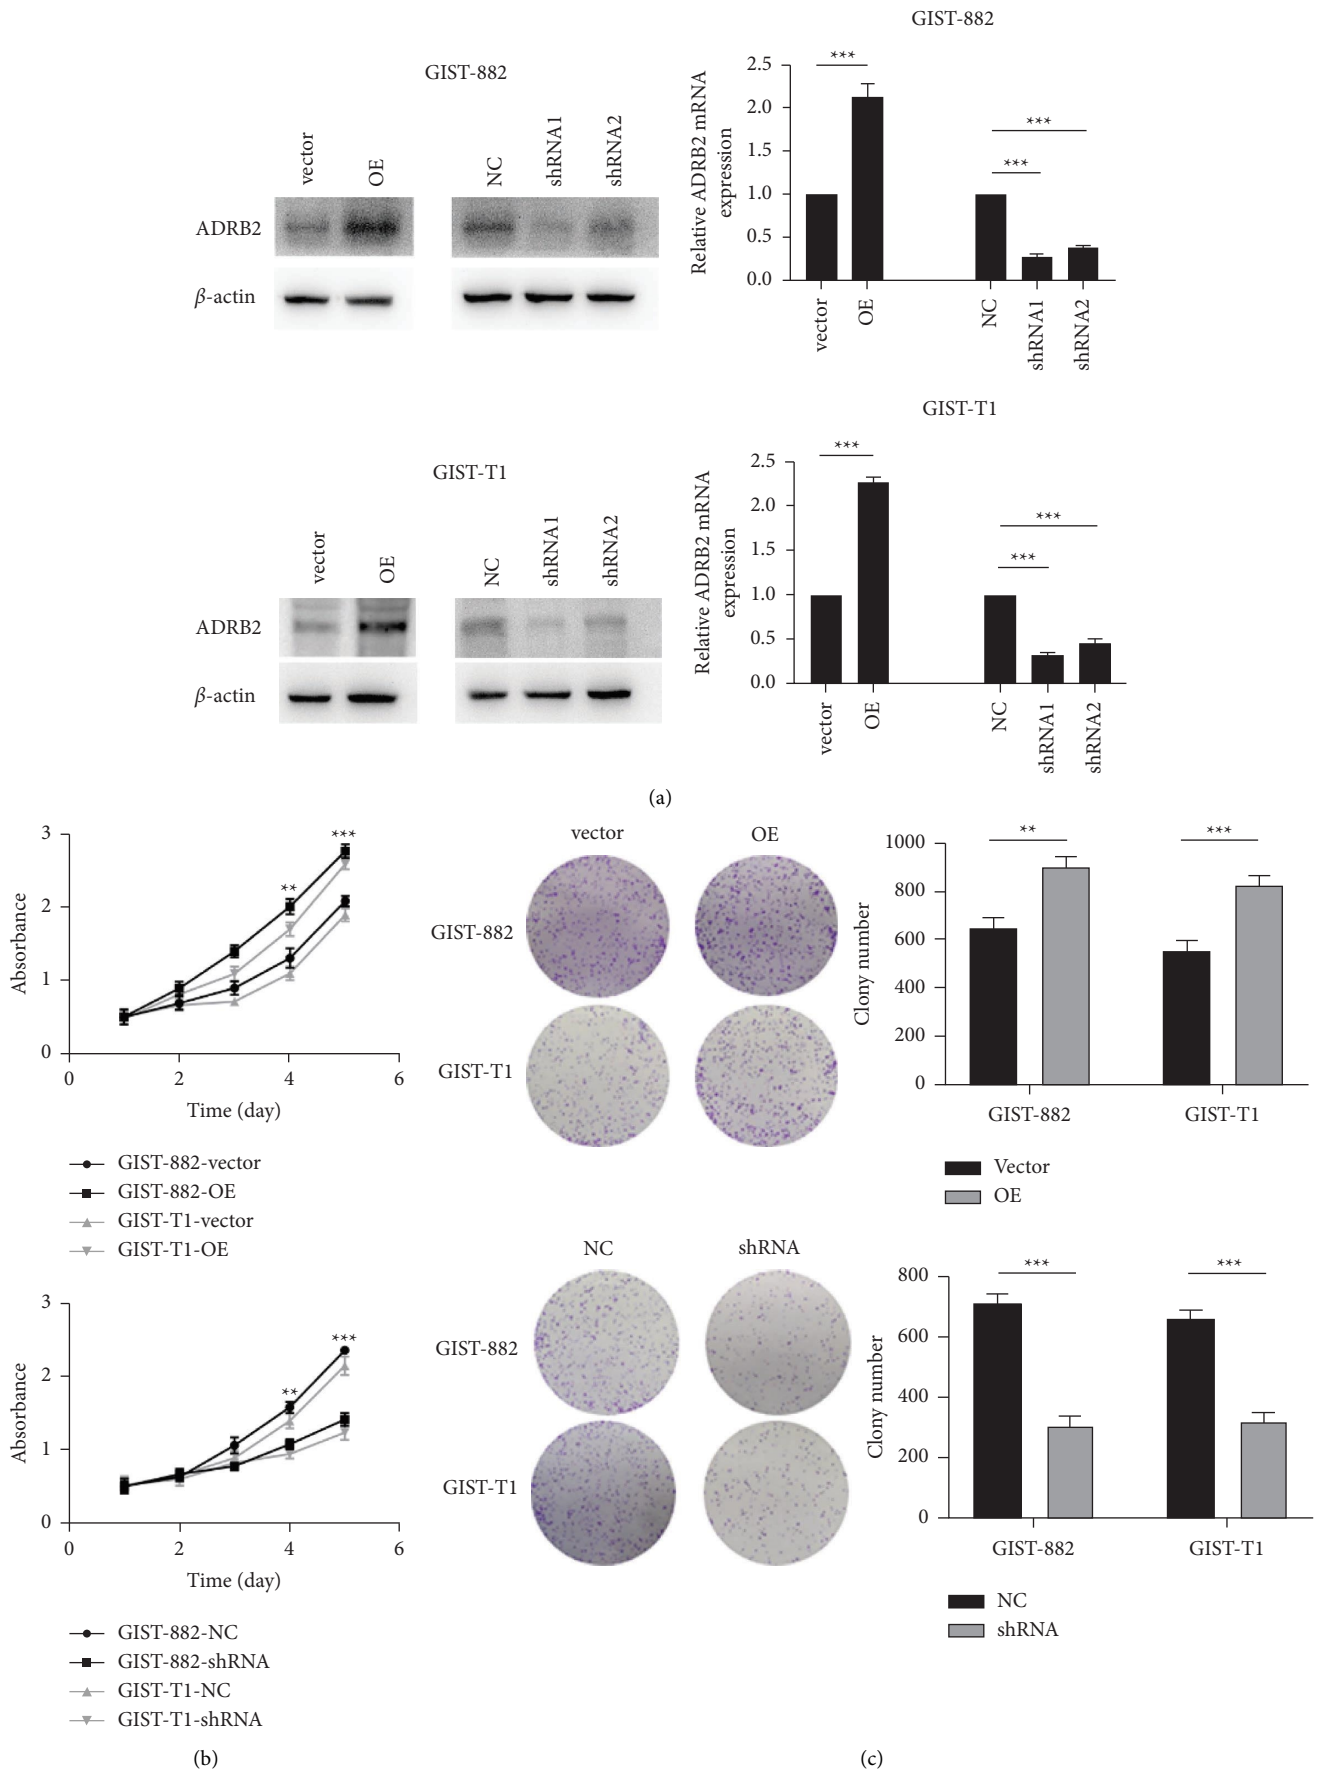 GIST-882
vector
OE
NC
shRNA1
shRNA2
ADRB2
β-actin
GIST-882
Relative ADRB2 mRNA
expression
2.5
2.0
1.5
1.0
0.5
0.0
***
***
***
vector
OE
NC
shRNA1
shRNA2
GIST-T1
vector
OE
NC
shRNA1
shRNA2
ADRB2
β-actin
GIST-T1
Relative ADRB2 mRNA
expression
2.5
2.0
1.5
1.0
0.5
0.0
***
***
***
vector
OE
NC
shRNA1
shRNA2
(a)
Absorbance
3
2
1
0
**
***
0 2 4 6
Time (day)
GIST-882-vector
GIST-882-OE
GIST-T1-vector
GIST-T1-OE
Absorbance
3
2
1
0
**
***
0 2 4 6
Time (day)
GIST-882-NC
GIST-882-shRNA
GIST-T1-NC
GIST-T1-shRNA
(b)
vector OE
GIST-882
GIST-T1
Clony number
1000
800
600
400
200
0
** ***
GIST-882 GIST-T1
Vector
OE
NC shRNA
GIST-882
GIST-T1
Clony number
800
600
400
200
0
*** ***
GIST-882 GIST-T1
NC
shRNA
(c)